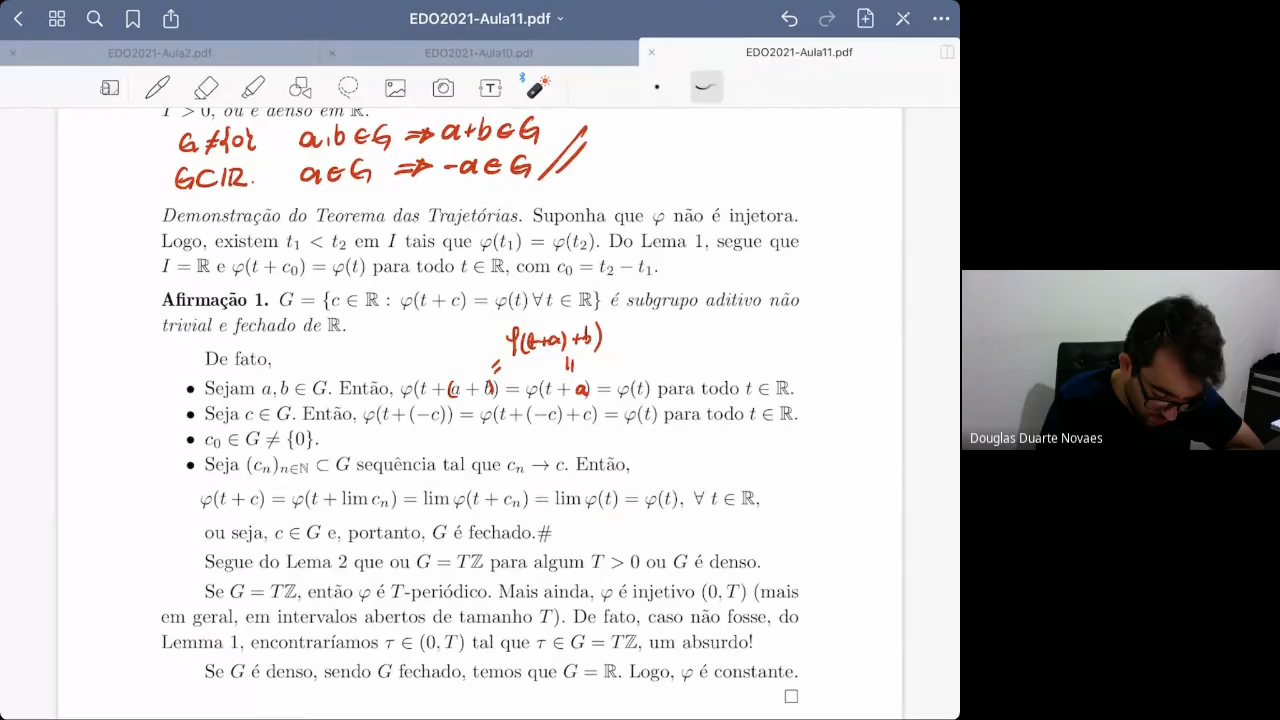 EDO2021-Aula11.pdf
EDO2021-Aula2.pdf
EDO2021-Aula10.pdf
EDO2021-Aula11.pdf
T > 0, ou é denso em ℝ.
G ≠ {0} a,b ∈ G ⇒ a+b ∈ G
G ⊂ ℝ. a ∈ G ⇒ -a ∈ G //
Demonstração do Teorema das Trajetórias. Suponha que φ não é injetora.
Logo, existem t₁ < t₂ em I tais que φ(t₁) = φ(t₂). Do Lema 1, segue que
I = ℝ e φ(t + c₀) = φ(t) para todo t ∈ ℝ, com c₀ = t₂ − t₁.
Afirmação 1. G = {c ∈ ℝ : φ(t + c) = φ(t) ∀ t ∈ ℝ} é subgrupo aditivo não
trivial e fechado de ℝ.
φ((t+a)+b)
De fato,
= =
• Sejam a, b ∈ G. Então, φ(t + (a + b)) = φ(t + a) = φ(t) para todo t ∈ ℝ.
• Seja c ∈ G. Então, φ(t + (−c)) = φ(t + (−c) + c) = φ(t) para todo t ∈ ℝ.
• c₀ ∈ G ≠ {0}.
• Seja (cₙ)ₙ∈ℕ ⊂ G sequência tal que cₙ → c. Então,
φ(t + c) = φ(t + lim cₙ) = lim φ(t + cₙ) = lim φ(t) = φ(t), ∀ t ∈ ℝ,
ou seja, c ∈ G e, portanto, G é fechado.#
Segue do Lema 2 que ou G = Tℤ para algum T > 0 ou G é denso.
Se G = Tℤ, então φ é T-periódico. Mais ainda, φ é injetivo (0, T) (mais
em geral, em intervalos abertos de tamanho T). De fato, caso não fosse, do
Lemma 1, encontraríamos τ ∈ (0, T) tal que τ ∈ G = Tℤ, um absurdo!
Se G é denso, sendo G fechado, temos que G = ℝ. Logo, φ é constante.
□
Douglas Duarte Novaes